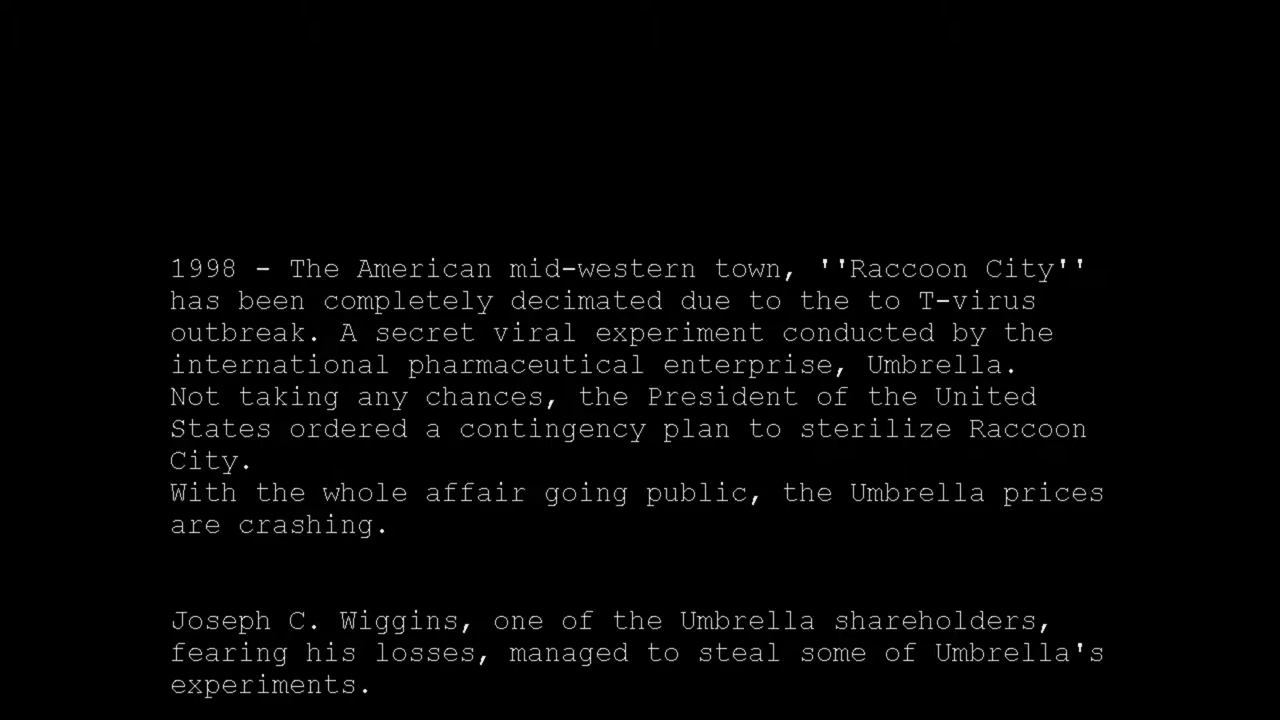 1998 - The American mid-western town, ''Raccoon City''
has been completely decimated due to the to T-virus
outbreak. A secret viral experiment conducted by the
international pharmaceutical enterprise, Umbrella.
Not taking any chances, the President of the United
States ordered a contingency plan to sterilize Raccoon
City.
With the whole affair going public, the Umbrella prices
are crashing.
Joseph C. Wiggins, one of the Umbrella shareholders,
fearing his losses, managed to steal some of Umbrella's
experiments.